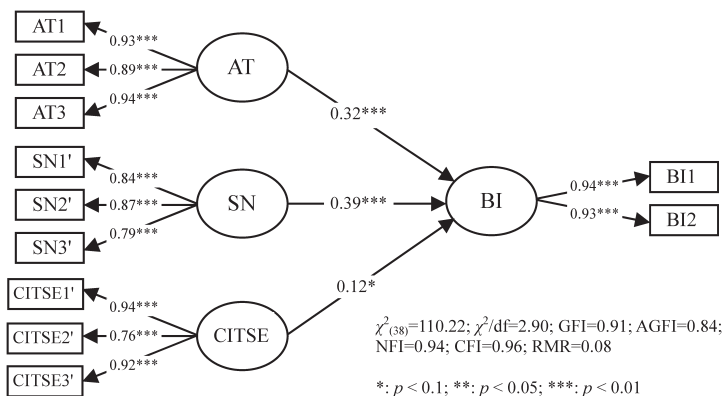 AT1
0.93***
AT2
0.89***
AT
AT3
0.94***
0.32***
SN1'
0.84***
SN2'
0.87***
SN
0.39***
BI
0.94***
BI1
0.93***
BI2
SN3'
0.79***
0.12*
CITSE1'
0.94***
CITSE2'
0.76***
CITSE
CITSE3'
0.92***
χ²₍₃₈₎=110.22; χ²/df=2.90; GFI=0.91; AGFI=0.84;
NFI=0.94; CFI=0.96; RMR=0.08
*: p < 0.1; **: p < 0.05; ***: p < 0.01